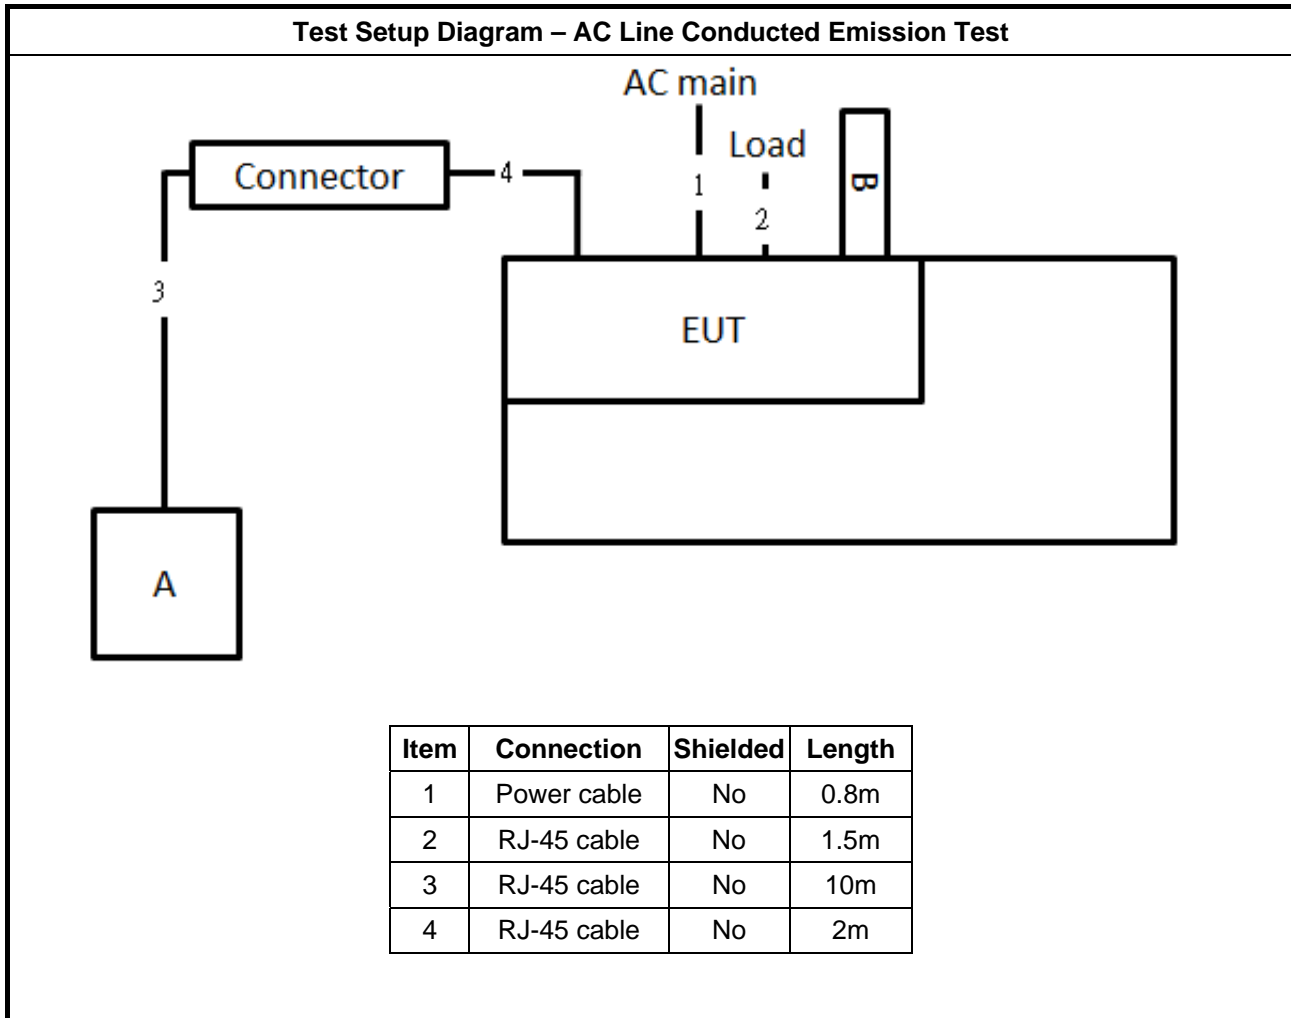 Test Setup Diagram – AC Line Conducted Emission Test
AC main
Load
Connector
4
1
B
2
3
EUT
A
Item Connection Shielded Length
1 Power cable No 0.8m
2 RJ-45 cable No 1.5m
3 RJ-45 cable No 10m
4 RJ-45 cable No 2m